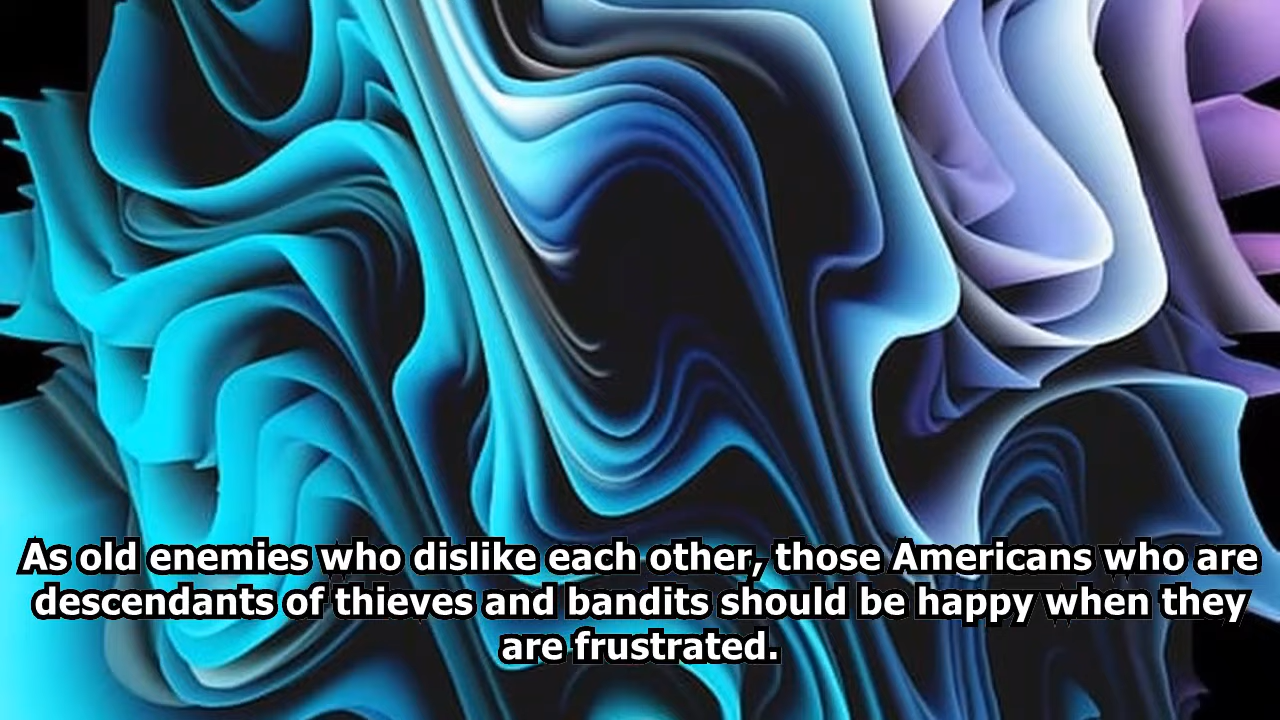 As old enemies who dislike each other, those Americans who are
descendants of thieves and bandits should be happy when they
are frustrated.